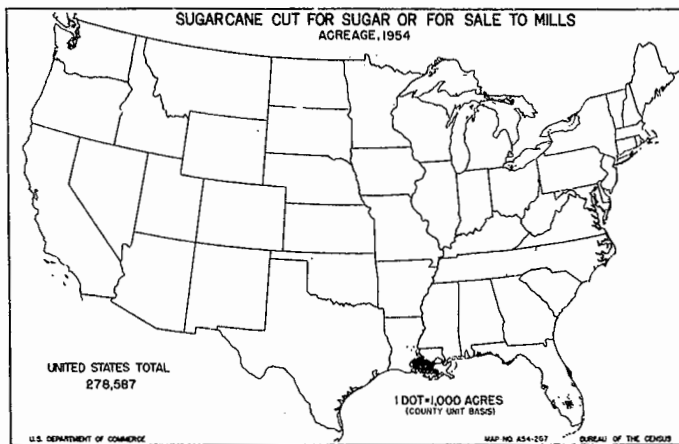 SUGARCANE CUT FOR SUGAR OR FOR SALE TO MILLS
ACREAGE, 1954
UNITED STATES TOTAL
278,587
1 DOT=1,000 ACRES
(COUNTY UNIT BASIS)
U.S. DEPARTMENT OF COMMERCE
MAP NO. A54-267
BUREAU OF THE CENSUS